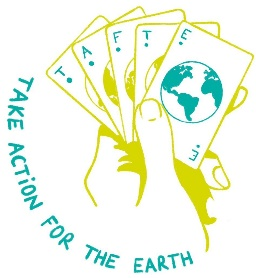 T A F T E
E
TAKE ACTION FOR THE EARTH